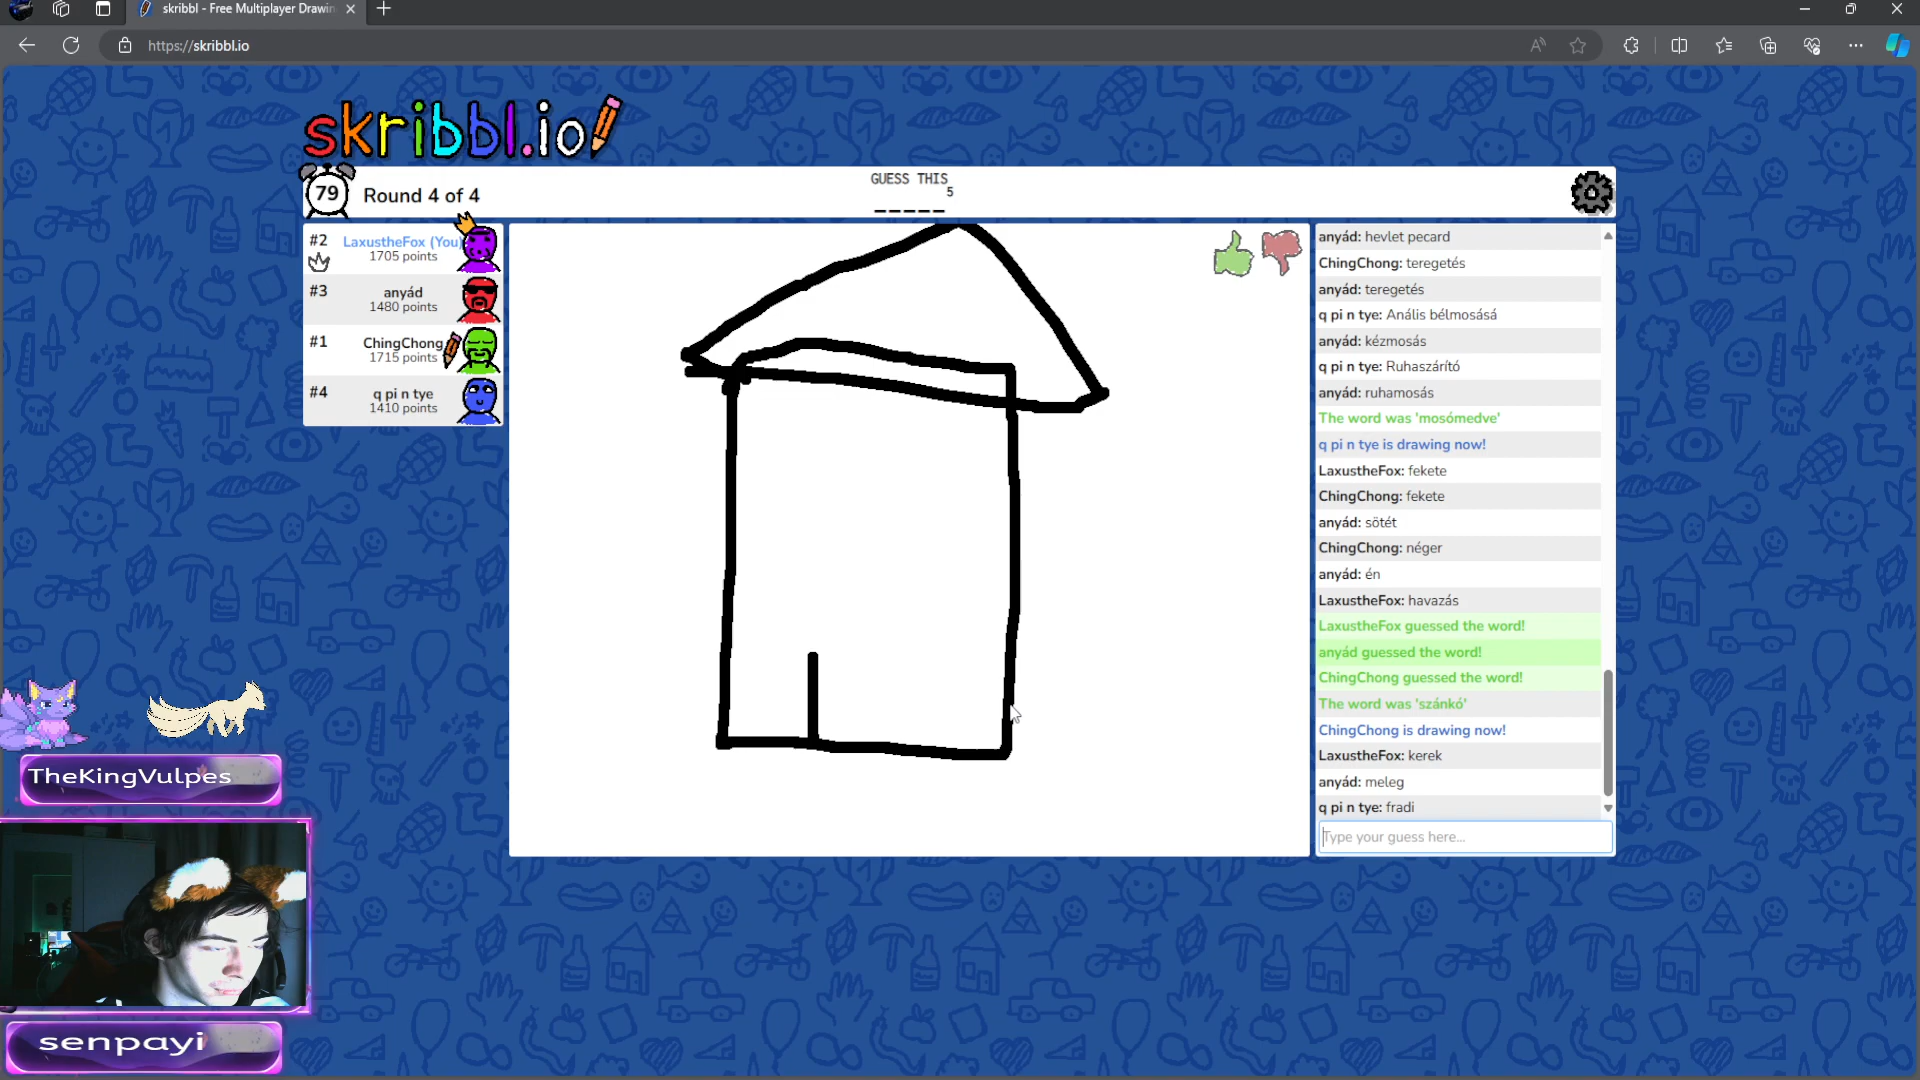 skribbl - Free Multiplayer Drawin
https://skribbl.io
skribbl.io
79
Round 4 of 4
GUESS THIS
5
_____
#2
LaxustheFox (You)
1705 points
#3
anyád
1480 points
#1
ChingChong
1715 points
#4
q pi n tye
1410 points
anyád: hevlet pecard
ChingChong: teregetés
anyád: teregetés
q pi n tye: Anális bélmosásá
anyád: kézmosás
q pi n tye: Ruhaszárító
anyád: ruhamosás
The word was 'mosómedve'
q pi n tye is drawing now!
LaxustheFox: fekete
ChingChong: fekete
anyád: sötét
ChingChong: néger
anyád: én
LaxustheFox: havazás
LaxustheFox guessed the word!
anyád guessed the word!
ChingChong guessed the word!
The word was 'szánkó'
ChingChong is drawing now!
LaxustheFox: kerek
anyád: meleg
q pi n tye: fradi
Type your guess here...
TheKingVulpes
senpayi